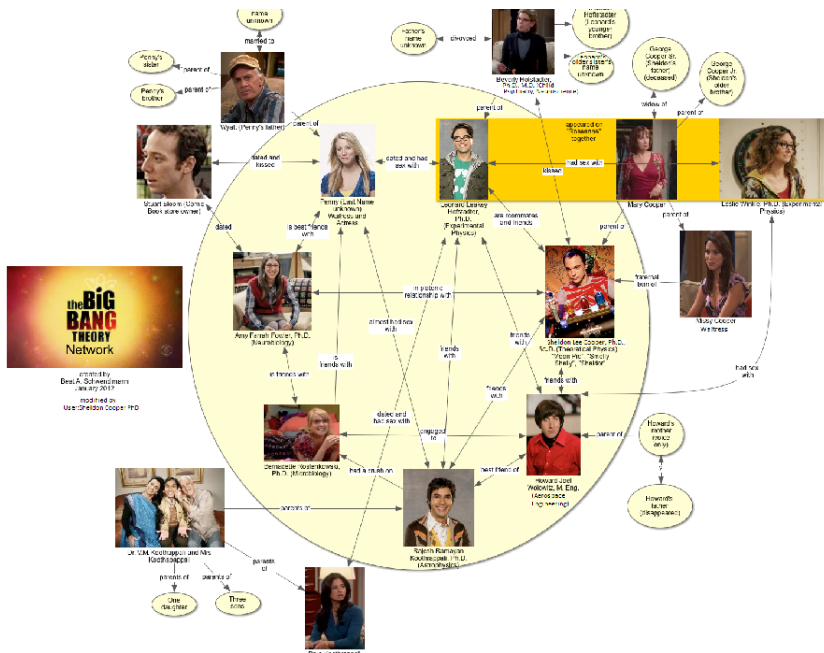 name
unknown
married to
Penny's
sister
parent of
Penny's
brother
parent of
Wyatt (Penny's father)
parent of
Father's
name
unknown
divorced
Beverly Hofstadter,
Ph.D., M.D. (Child
Psychiatry, Neuroscience)
parent of
Hofstadter
(Leonard's
younger
brother)
name
unknown
George
Cooper Sr.
(Sheldon's
father)
(deceased)
widow of
George
Cooper Jr.
(Sheldon's
older
brother)
parent of
appeared on
"Roseanne"
together
dated and
kissed
dated and had
sex with
had sex with
kissed
Stuart Bloom (Comic
Book store owner)
Penny (Last Name
unknown)
Waitress and
Actress
Leonard Leakey
Hofstadter,
Ph.D.
(Experimental
Physics)
Mary Cooper
Leslie Winkle, Ph.D. (Experimental
Physics)
dated
is best friends
with
are roommates
and friends
parent of
parent of
fraternal
twin of
Missy Cooper
Waitress
in platonic
relationship with
Amy Farrah Fowler, Ph.D.
(Neurobiology)
almost had sex
with
Sheldon Lee Cooper, Ph.D.,
Sc.D. (Theoretical Physics)
"Moon Pie", "Smelly
Shelly", "Sheldor"
the BIG
BANG
THEORY
Network
created by
Beat A. Schwendimann
January 2012
modified by
User:Sheldon Cooper PhD
is friends with
is
friends with
friends
with
friends
with
friends
with
friends with
had sex
with
dated and
had sex with
engaged
to
Bernadette Rostenkowski,
Ph.D. (Microbiology)
had a crush on
best friend of
Howard Joel
Wolowitz, M. Eng.
(Aerospace
Engineering)
parent of
Howard's
mother
(voice
only)
?
Howard's
father
(disappeared)
Dr. V.M. Koothrappali and Mrs.
Koothrappali
parents of
Rajesh Ramayan
Koothrappali, Ph.D.
(Astrophysics)
parents of
parents of
parents
of
One
daughter
Three
sons